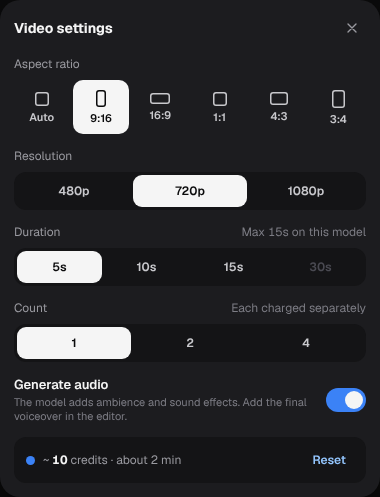 Video settings
Aspect ratio
Auto 9:16 16:9 1:1 4:3 3:4
Resolution
480p 720p 1080p
Duration Max 15s on this model
5s 10s 15s 30s
Count Each charged separately
1 2 4
Generate audio
The model adds ambience and sound effects. Add the final
voiceover in the editor.
~ 10 credits · about 2 min Reset